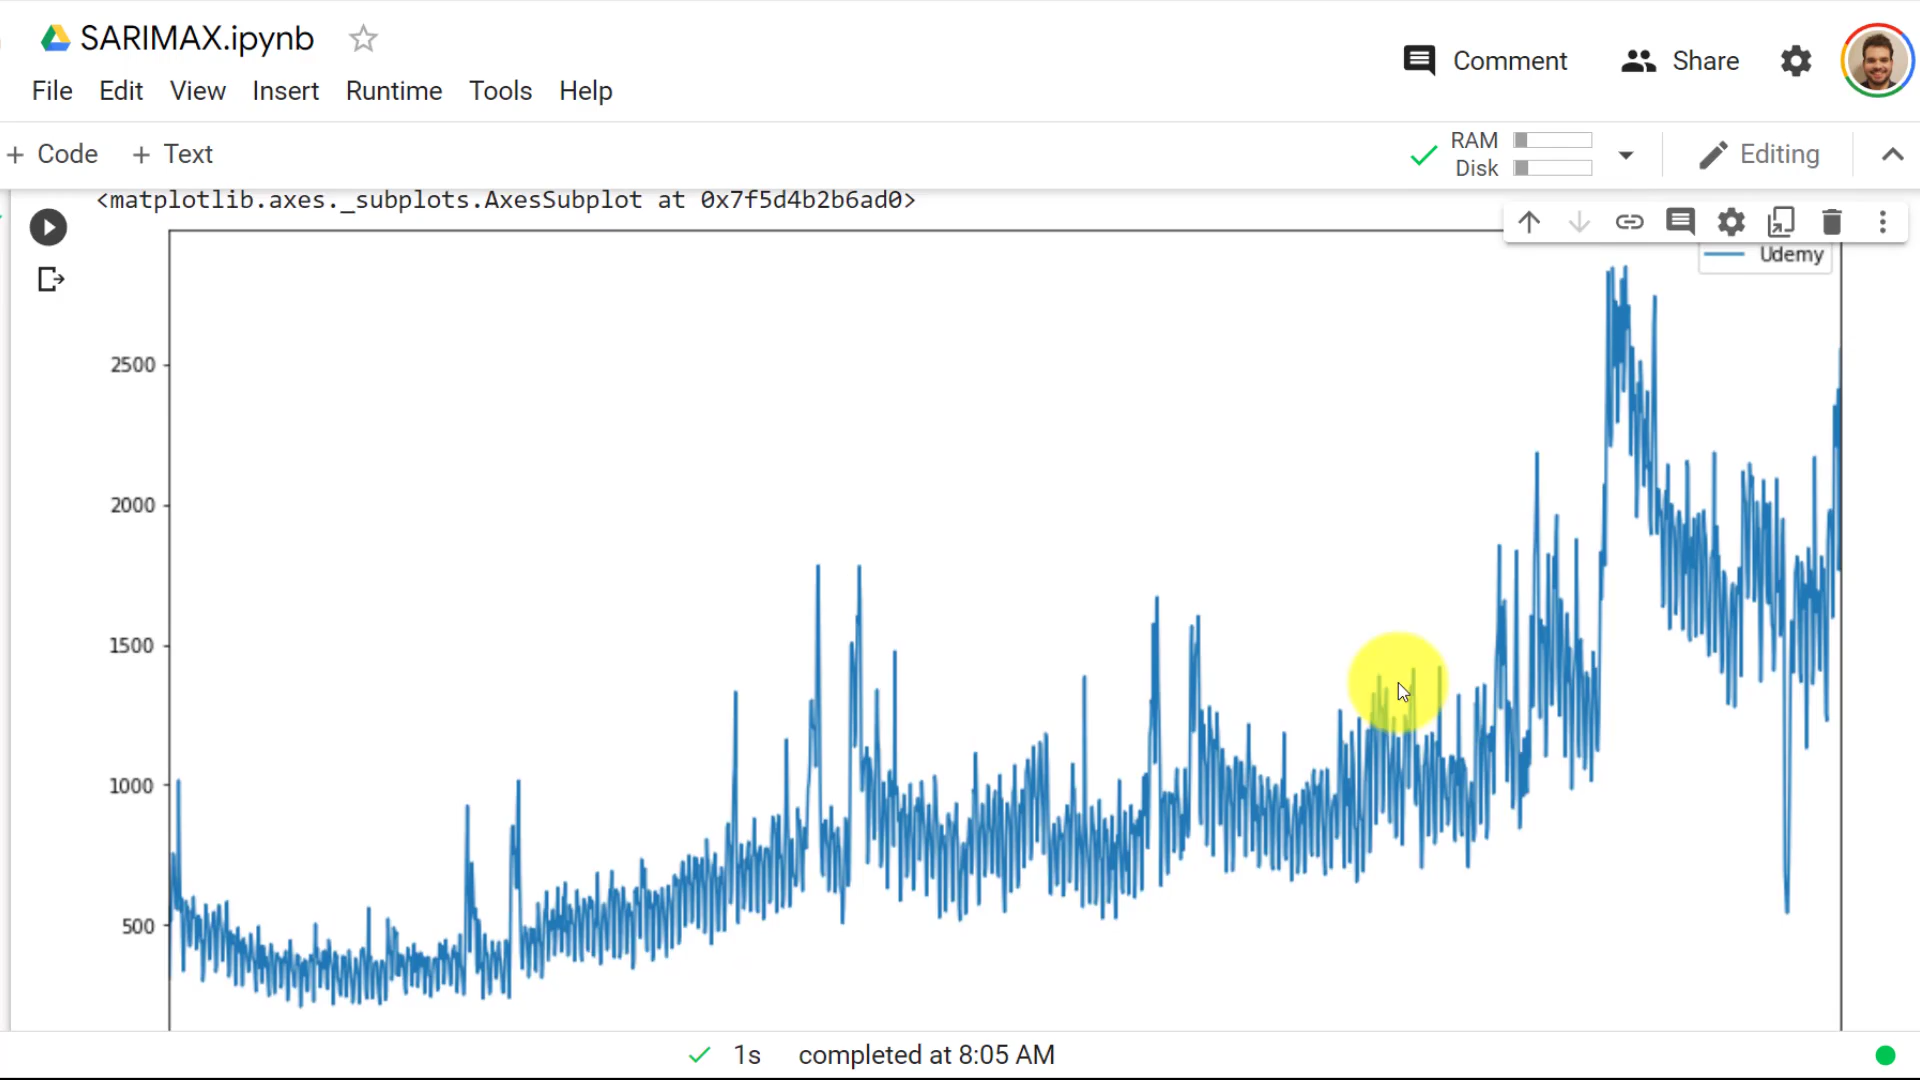 SARIMAX.ipynb
Comment
Share
File Edit View Insert Runtime Tools Help
+ Code + Text
RAM
Disk
Editing
<matplotlib.axes._subplots.AxesSubplot at 0x7f5d4b2b6ad0>
Udemy
2500
2000
1500
1000
500
1s completed at 8:05 AM